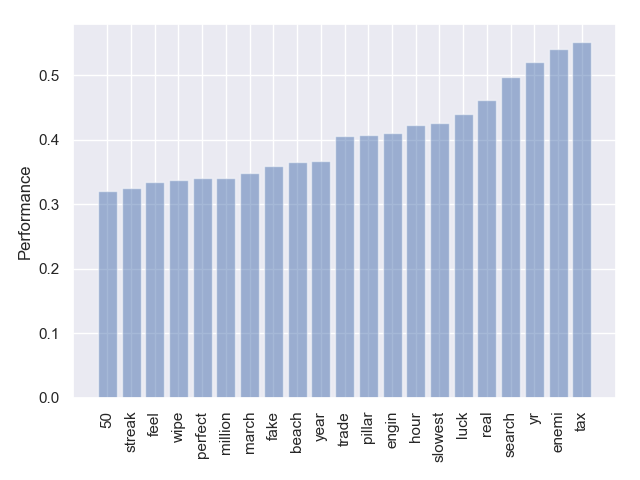 0.5
0.4
0.3
0.2
0.1
0.0
Performance
50
streak
feel
wipe
perfect
million
march
fake
beach
year
trade
pillar
engin
hour
slowest
luck
real
search
yr
enemi
tax